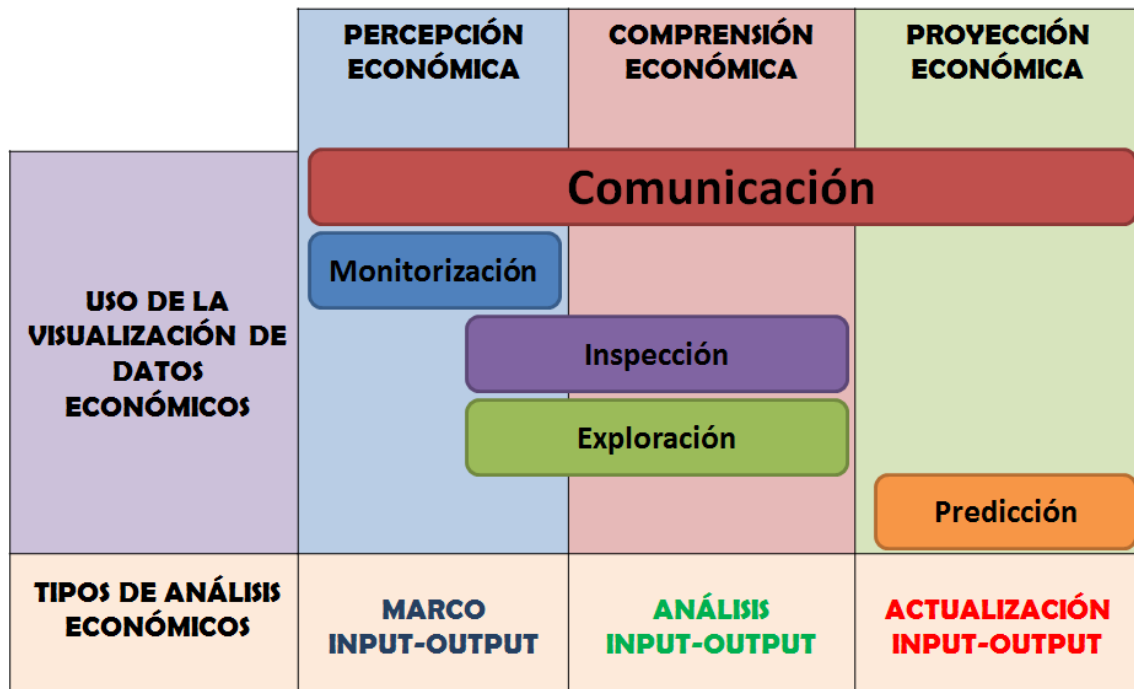 PERCEPCIÓN
ECONÓMICA
COMPRENSIÓN
ECONÓMICA
PROYECCIÓN
ECONÓMICA
USO DE LA
VISUALIZACIÓN DE
DATOS
ECONÓMICOS
Comunicación
Monitorización
Inspección
Exploración
Predicción
TIPOS DE ANÁLISIS
ECONÓMICOS
MARCO
INPUT-OUTPUT
ANÁLISIS
INPUT-OUTPUT
ACTUALIZACIÓN
INPUT-OUTPUT